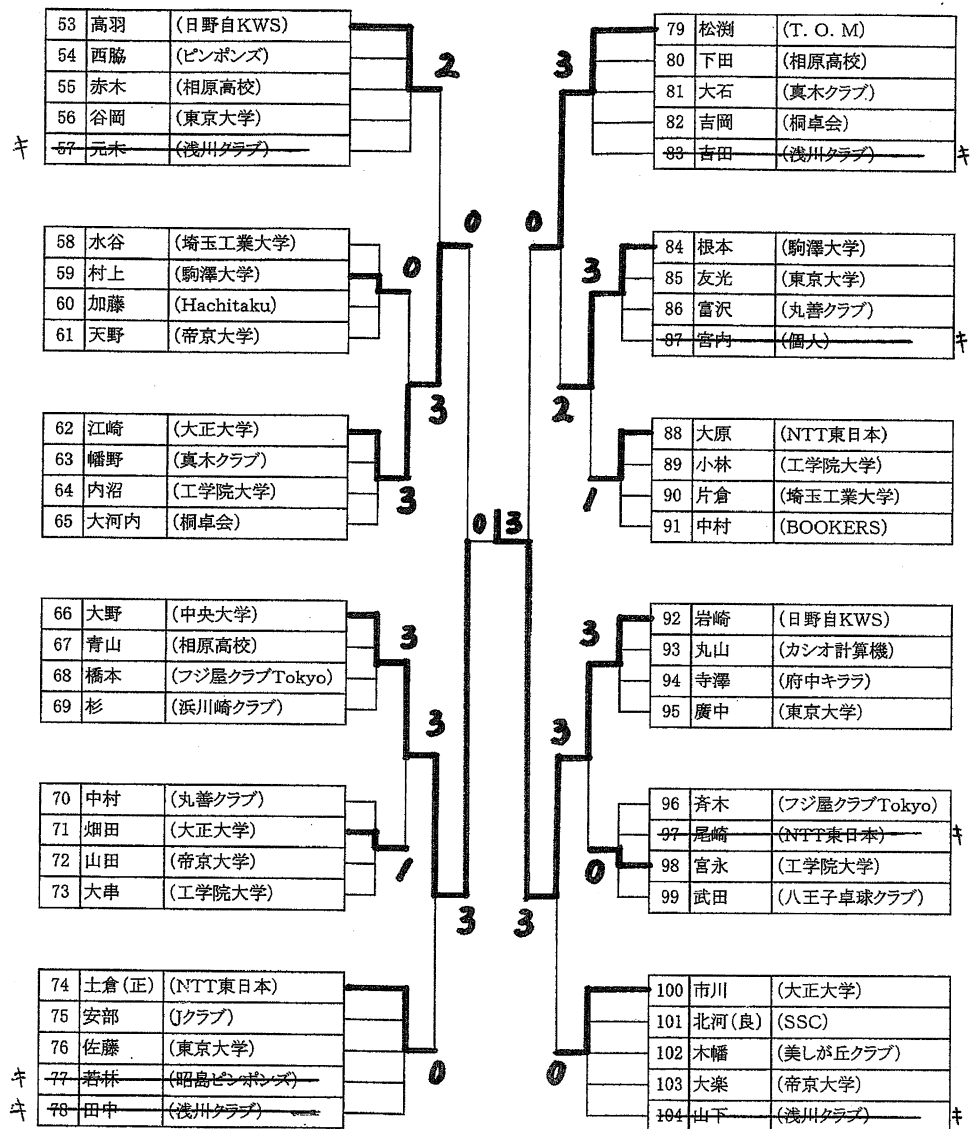 53 高羽 (日野自KWS)
54 西脇 (ピンポンズ)
55 赤木 (相原高校)
56 谷岡 (東京大学)
キ 57 元木 (浅川クラブ)
2
58 水谷 (埼玉工業大学)
59 村上 (駒澤大学)
60 加藤 (Hachitaku)
61 天野 (帝京大学)
0
0
62 江崎 (大正大学)
63 幡野 (真木クラブ)
64 内沼 (工学院大学)
65 大河内 (桐卓会)
3
3
66 大野 (中央大学)
67 青山 (相原高校)
68 橋本 (フジ屋クラブTokyo)
69 杉 (浜川崎クラブ)
3
3
70 中村 (丸善クラブ)
71 畑田 (大正大学)
72 山田 (帝京大学)
73 大串 (工学院大学)
1
3
74 土倉(正) (NTT東日本)
75 安部 (Jクラブ)
76 佐藤 (東京大学)
キ 77 若林 (昭島ピンポンズ)
キ 78 田中 (浅川クラブ)
0
0 3
79 松渕 (T. O. M)
80 下田 (相原高校)
81 大石 (真木クラブ)
82 吉岡 (桐卓会)
83 吉田 (浅川クラブ) キ
3
0
84 根本 (駒澤大学)
85 友光 (東京大学)
86 富沢 (丸善クラブ)
87 宮内 (個人) キ
3
2
88 大原 (NTT東日本)
89 小林 (工学院大学)
90 片倉 (埼玉工業大学)
91 中村 (BOOKERS)
1
92 岩崎 (日野自KWS)
93 丸山 (カシオ計算機)
94 寺澤 (府中キララ)
95 廣中 (東京大学)
3
3
96 斉木 (フジ屋クラブTokyo)
97 尾崎 (NTT東日本) キ
98 宮永 (工学院大学)
99 武田 (八王子卓球クラブ)
0
3
100 市川 (大正大学)
101 北河(良) (SSC)
102 木幡 (美しが丘クラブ)
103 大楽 (帝京大学)
104 山下 (浅川クラブ) キ
0